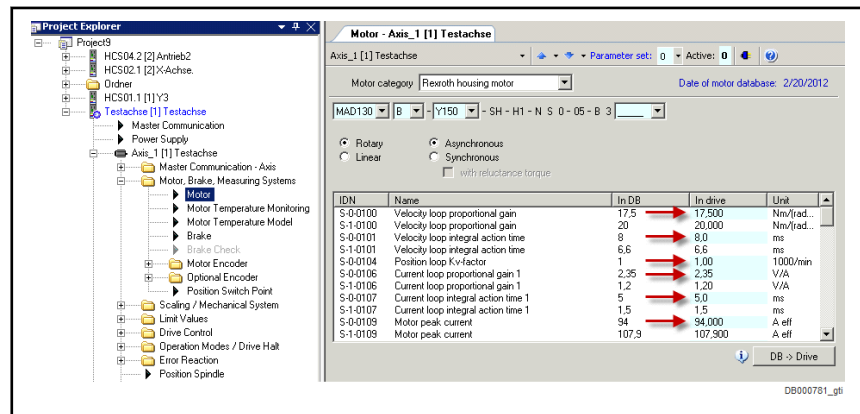 Project Explorer
Project9
HCS04.2 [2] Antrieb2
HCS02.1 [2] X-Achse.
Ordner
HCS01.1 [1] Y3
Testachse [1] Testachse
Master Communication
Power Supply
Axis_1 [1] Testachse
Master Communication - Axis
Motor, Brake, Measuring Systems
Motor
Motor Temperature Monitoring
Motor Temperature Model
Brake
Brake Check
Motor Encoder
Optional Encoder
Position Switch Point
Scaling / Mechanical System
Limit Values
Drive Control
Operation Modes / Drive Halt
Error Reaction
Position Spindle
Motor - Axis_1 [1] Testachse
Axis_1 [1] Testachse Parameter set: 0 Active: 0
Motor category Rexroth housing motor Date of motor database: 2/20/2012
MAD130 B - Y150 - SH - H1 - N S 0 - 05 - B 3 ____
Rotary Asynchronous
Linear Synchronous
with reluctance torque
IDN Name In DB In drive Unit
S-0-0100 Velocity loop proportional gain 17,5 17,500 Nm/(rad...
S-1-0100 Velocity loop proportional gain 20 20,000 Nm/(rad...
S-0-0101 Velocity loop integral action time 8 8,0 ms
S-1-0101 Velocity loop integral action time 6,6 6,6 ms
S-0-0104 Position loop Kv-factor 1 1,00 1000/min
S-0-0106 Current loop proportional gain 1 2,35 2,35 V/A
S-1-0106 Current loop proportional gain 1 1,2 1,20 V/A
S-0-0107 Current loop integral action time 1 5 5,0 ms
S-1-0107 Current loop integral action time 1 1,5 1,5 ms
S-0-0109 Motor peak current 94 94,000 A eff
S-1-0109 Motor peak current 107,9 107,900 A eff
DB -> Drive
DB000781_gti